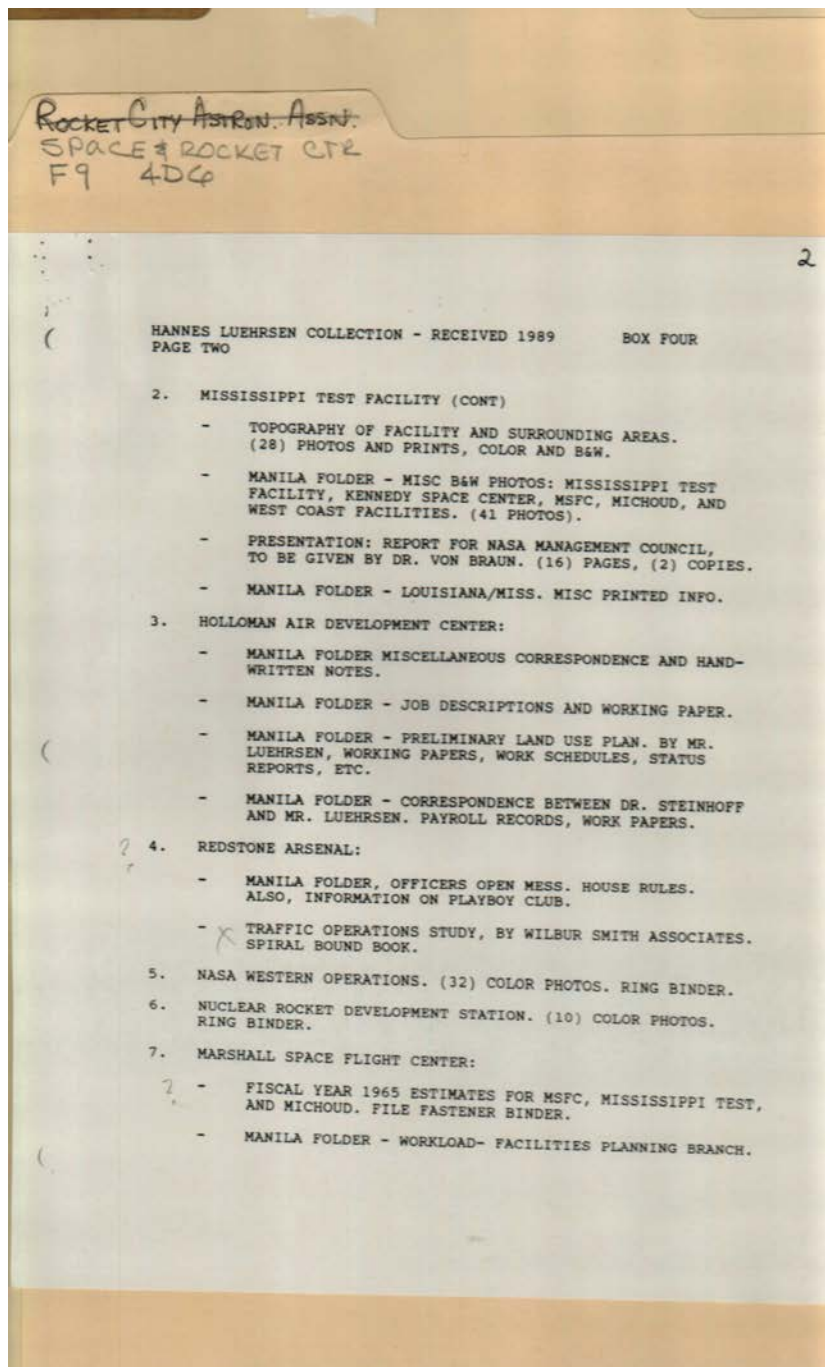 ROCKET CITY ASTRON. ASSN.
SPACE & ROCKET CTR
F9 4D6
2
HANNES LUEHRSEN COLLECTION - RECEIVED 1989 BOX FOUR
PAGE TWO
2. MISSISSIPPI TEST FACILITY (CONT)
- TOPOGRAPHY OF FACILITY AND SURROUNDING AREAS.
(28) PHOTOS AND PRINTS, COLOR AND B&W.
- MANILA FOLDER - MISC B&W PHOTOS: MISSISSIPPI TEST
FACILITY, KENNEDY SPACE CENTER, MSFC, MICHOUD, AND
WEST COAST FACILITIES. (41 PHOTOS).
- PRESENTATION: REPORT FOR NASA MANAGEMENT COUNCIL,
TO BE GIVEN BY DR. VON BRAUN. (16) PAGES, (2) COPIES.
- MANILA FOLDER - LOUISIANA/MISS. MISC PRINTED INFO.
3. HOLLOMAN AIR DEVELOPMENT CENTER:
- MANILA FOLDER MISCELLANEOUS CORRESPONDENCE AND HAND-
WRITTEN NOTES.
- MANILA FOLDER - JOB DESCRIPTIONS AND WORKING PAPER.
- MANILA FOLDER - PRELIMINARY LAND USE PLAN. BY MR.
LUEHRSEN, WORKING PAPERS, WORK SCHEDULES, STATUS
REPORTS, ETC.
- MANILA FOLDER - CORRESPONDENCE BETWEEN DR. STEINHOFF
AND MR. LUEHRSEN. PAYROLL RECORDS, WORK PAPERS.
? 4. REDSTONE ARSENAL:
- MANILA FOLDER, OFFICERS OPEN MESS. HOUSE RULES.
ALSO, INFORMATION ON PLAYBOY CLUB.
- X TRAFFIC OPERATIONS STUDY, BY WILBUR SMITH ASSOCIATES.
SPIRAL BOUND BOOK.
5. NASA WESTERN OPERATIONS. (32) COLOR PHOTOS. RING BINDER.
6. NUCLEAR ROCKET DEVELOPMENT STATION. (10) COLOR PHOTOS.
RING BINDER.
7. MARSHALL SPACE FLIGHT CENTER:
? - FISCAL YEAR 1965 ESTIMATES FOR MSFC, MISSISSIPPI TEST,
AND MICHOUD. FILE FASTENER BINDER.
- MANILA FOLDER - WORKLOAD- FACILITIES PLANNING BRANCH.